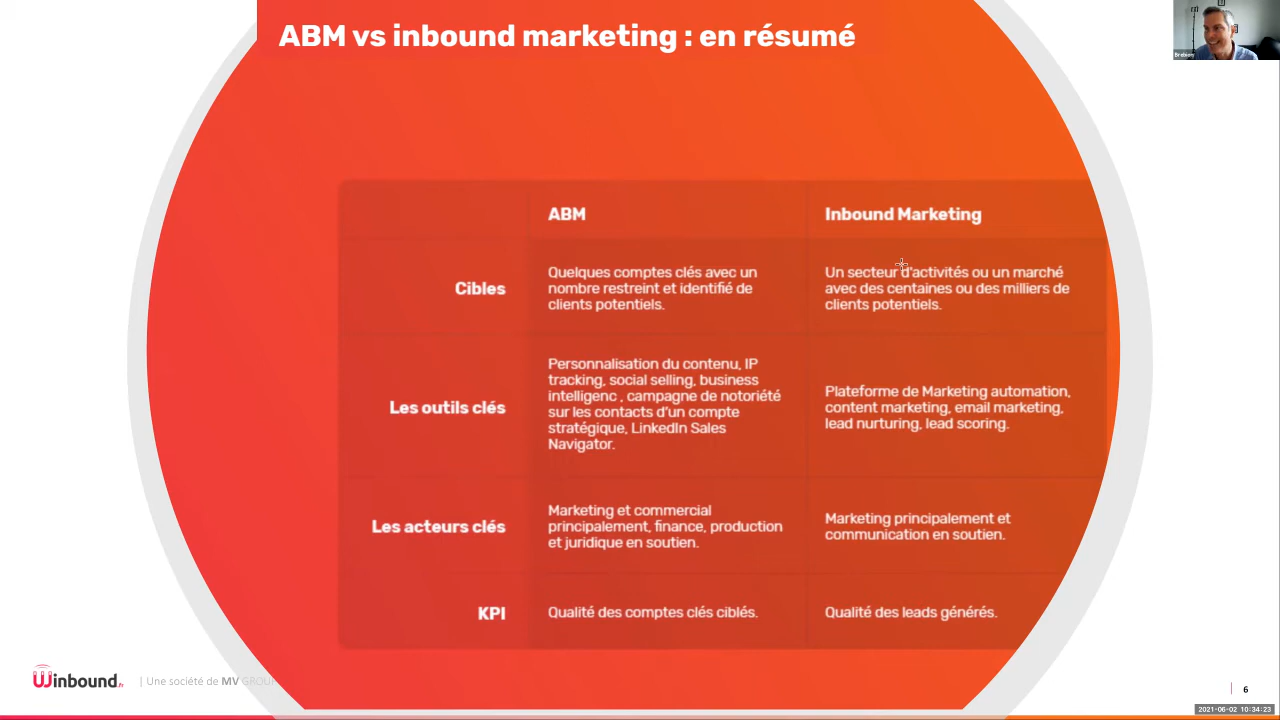 ABM vs inbound marketing : en résumé
ABM
Inbound Marketing
Cibles
Quelques comptes clés avec un
nombre restreint et identifié de
clients potentiels.
Un secteur d'activités ou un marché
avec des centaines ou des milliers de
clients potentiels.
Les outils clés
Personnalisation du contenu, IP
tracking, social selling, business
intelligenc , campagne de notoriété
sur les contacts d'un compte
stratégique, LinkedIn Sales
Navigator.
Plateforme de Marketing automation,
content marketing, email marketing,
lead nurturing, lead scoring.
Les acteurs clés
Marketing et commercial
principalement, finance, production
et juridique en soutien.
Marketing principalement et
communication en soutien.
KPI
Qualité des comptes clés ciblés.
Qualité des leads générés.
Winbound.fr
| Une société de MV GROUP
| 6
2021-06-02 10:34:23